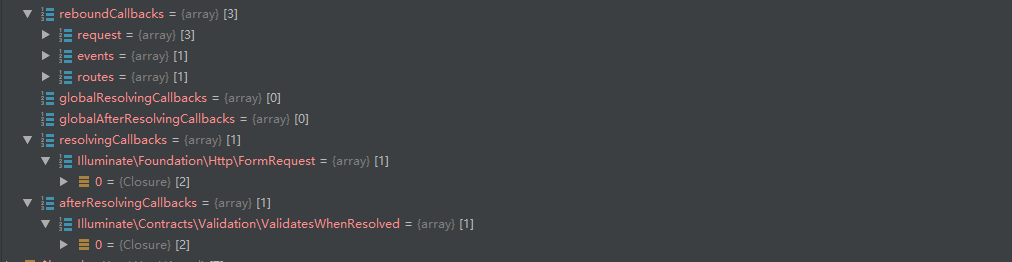 reboundCallbacks = {array} [3]
request = {array} [3]
events = {array} [1]
routes = {array} [1]
globalResolvingCallbacks = {array} [0]
globalAfterResolvingCallbacks = {array} [0]
resolvingCallbacks = {array} [1]
Illuminate\Foundation\Http\FormRequest = {array} [1]
0 = {Closure} [2]
afterResolvingCallbacks = {array} [1]
Illuminate\Contracts\Validation\ValidatesWhenResolved = {array} [1]
0 = {Closure} [2]